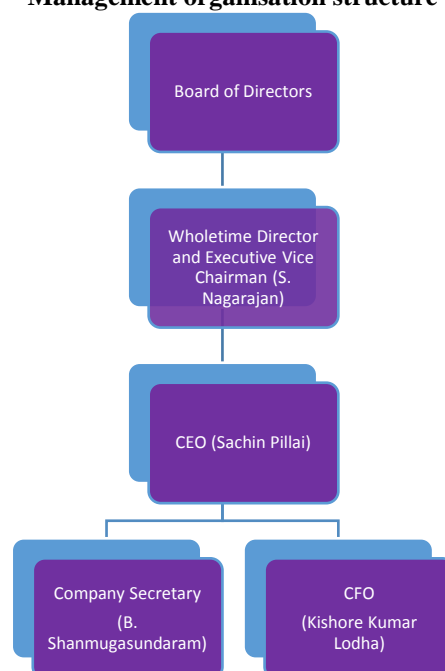 Management organisation structure
Board of Directors
Wholetime Director
and Executive Vice
Chairman (S.
Nagarajan)
CEO (Sachin Pillai)
Company Secretary
(B.
Shanmugasundaram)
CFO
(Kishore Kumar
Lodha)